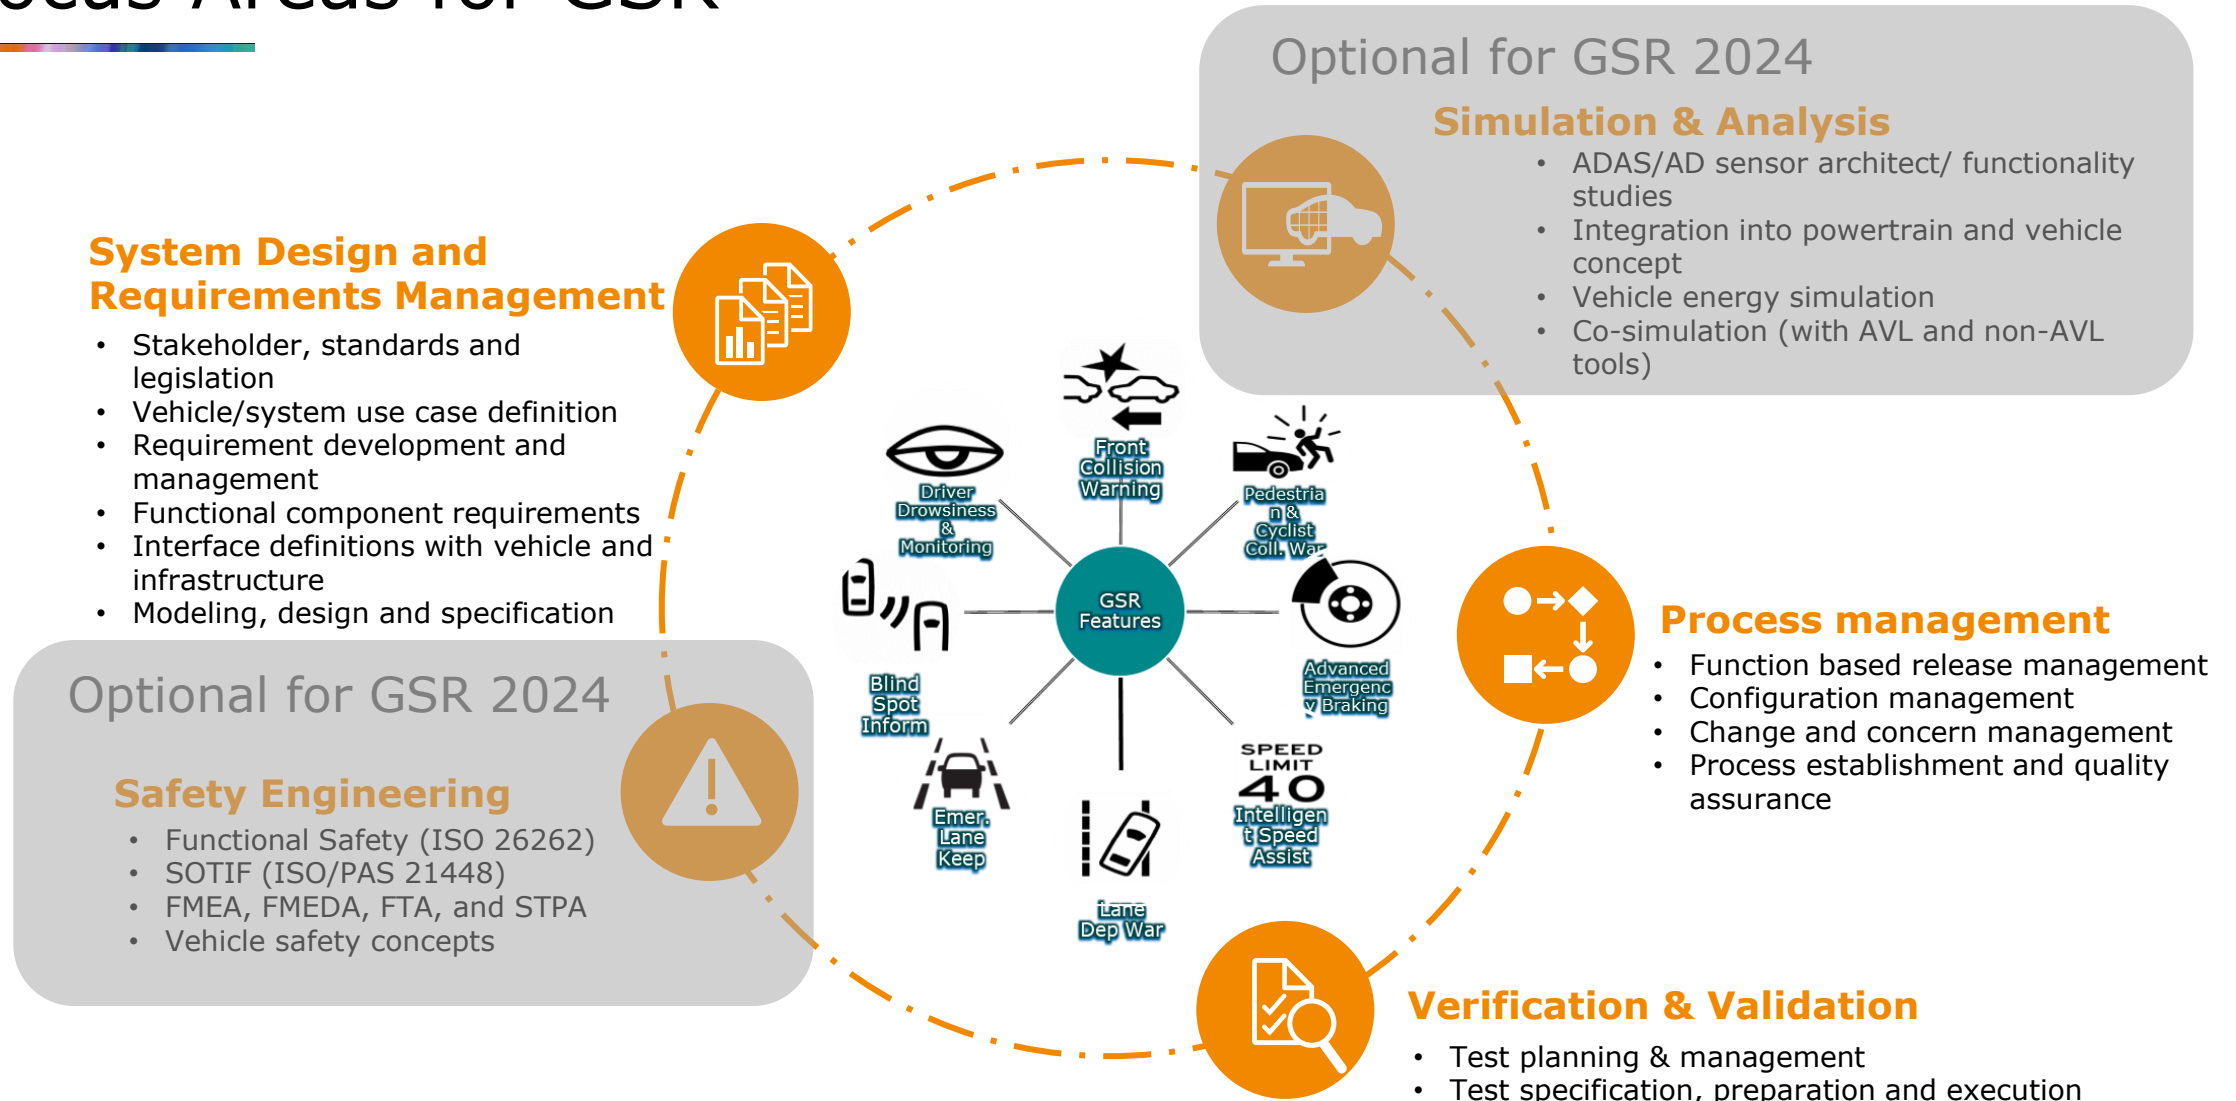 ocus Areas for GSR
Optional for GSR 2024
Simulation & Analysis
• ADAS/AD sensor architect/ functionality
studies
• Integration into powertrain and vehicle
concept
• Vehicle energy simulation
• Co-simulation (with AVL and non-AVL
tools)
System Design and
Requirements Management
• Stakeholder, standards and
legislation
• Vehicle/system use case definition
• Requirement development and
management
• Functional component requirements
• Interface definitions with vehicle and
infrastructure
• Modeling, design and specification
Front
Collision
Warning
Driver
Drowsiness
&
Monitoring
Pedestria
n &
Cyclist
Coll. War
GSR
Features
Blind
Spot
Inform
Advanced
Emergenc
y Braking
Emer.
Lane
Keep
SPEED
LIMIT
40
Intelligen
t Speed
Assist
Lane
Dep War
Process management
• Function based release management
• Configuration management
• Change and concern management
• Process establishment and quality
assurance
Optional for GSR 2024
Safety Engineering
• Functional Safety (ISO 26262)
• SOTIF (ISO/PAS 21448)
• FMEA, FMEDA, FTA, and STPA
• Vehicle safety concepts
Verification & Validation
• Test planning & management
• Test specification, preparation and execution